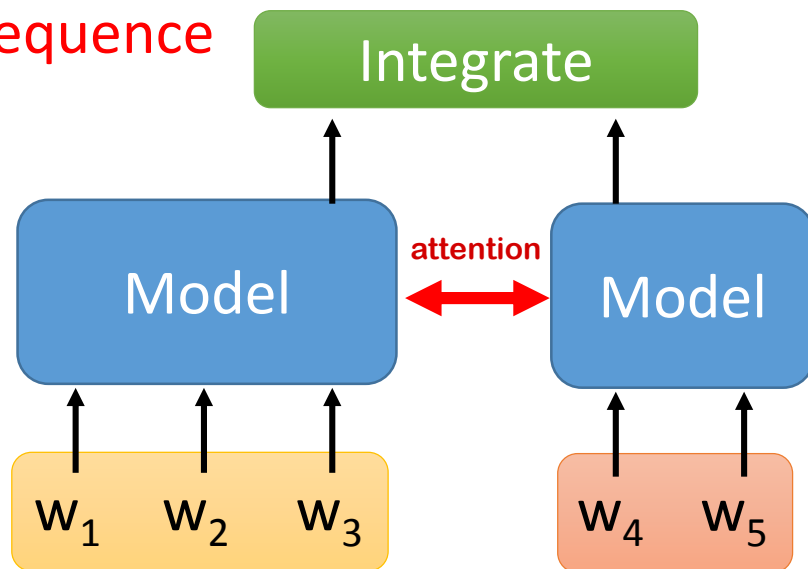 equence
Integrate
attention
Model
Model
w1 w2 w3
w4 w5